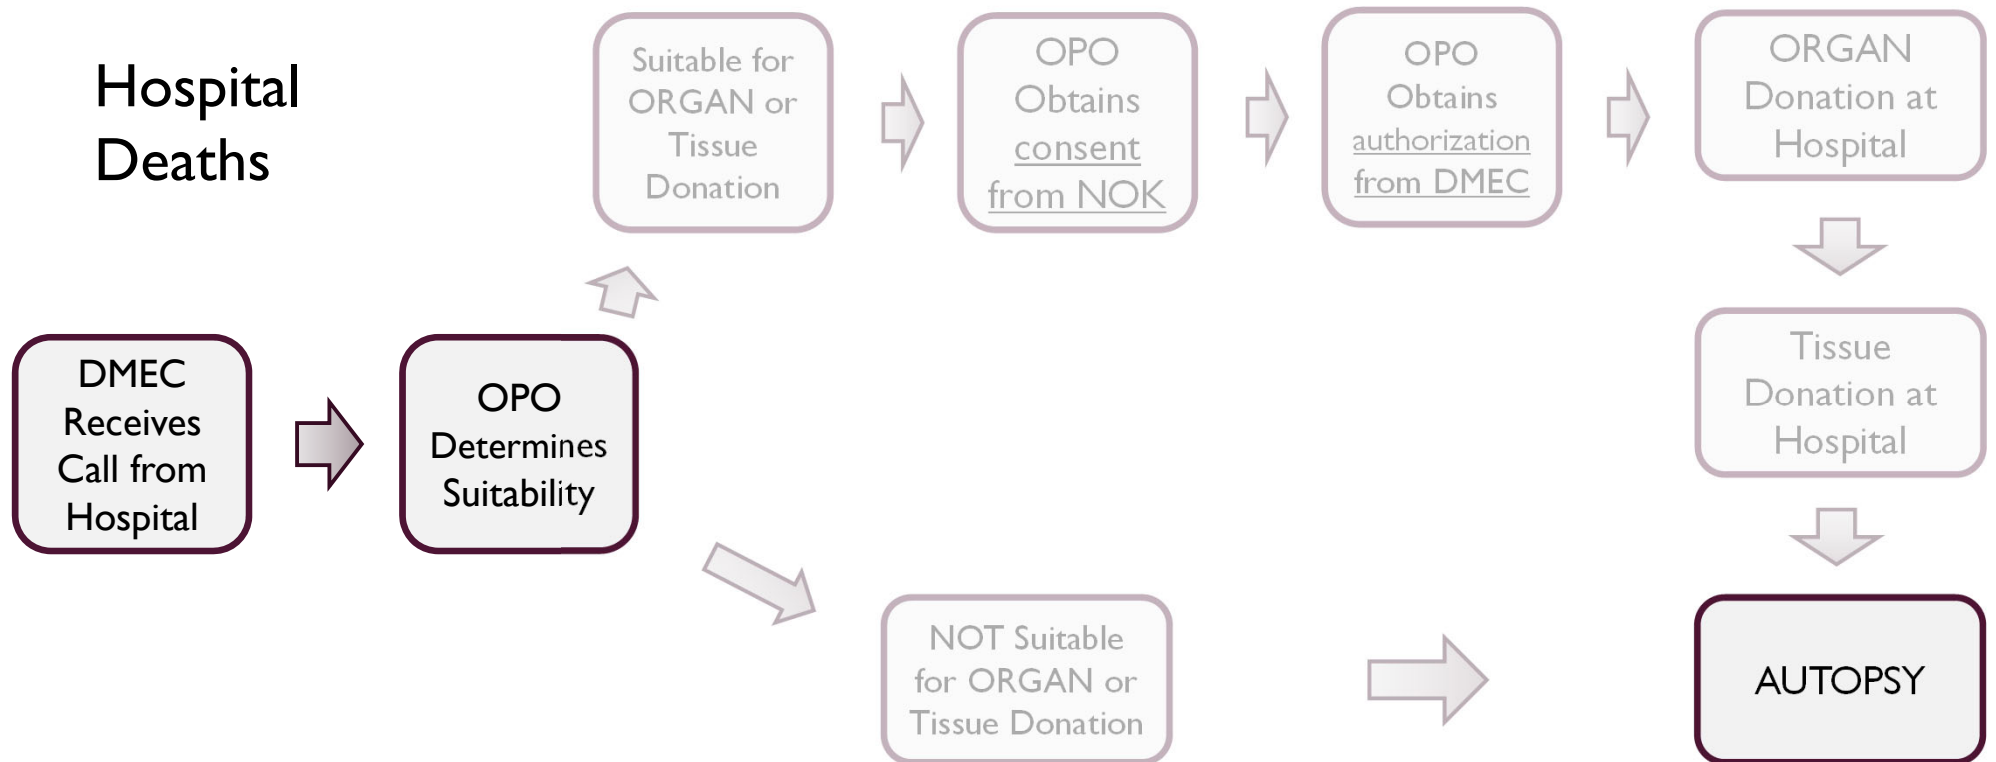 Hospital
Deaths
Suitable for
ORGAN or
Tissue
Donation
OPO
Obtains
consent
from NOK
OPO
Obtains
authorization
from DMEC
ORGAN
Donation at
Hospital
DMEC
Receives
Call from
Hospital
OPO
Determines
Suitability
Tissue
Donation at
Hospital
NOT Suitable
for ORGAN or
Tissue Donation
AUTOPSY